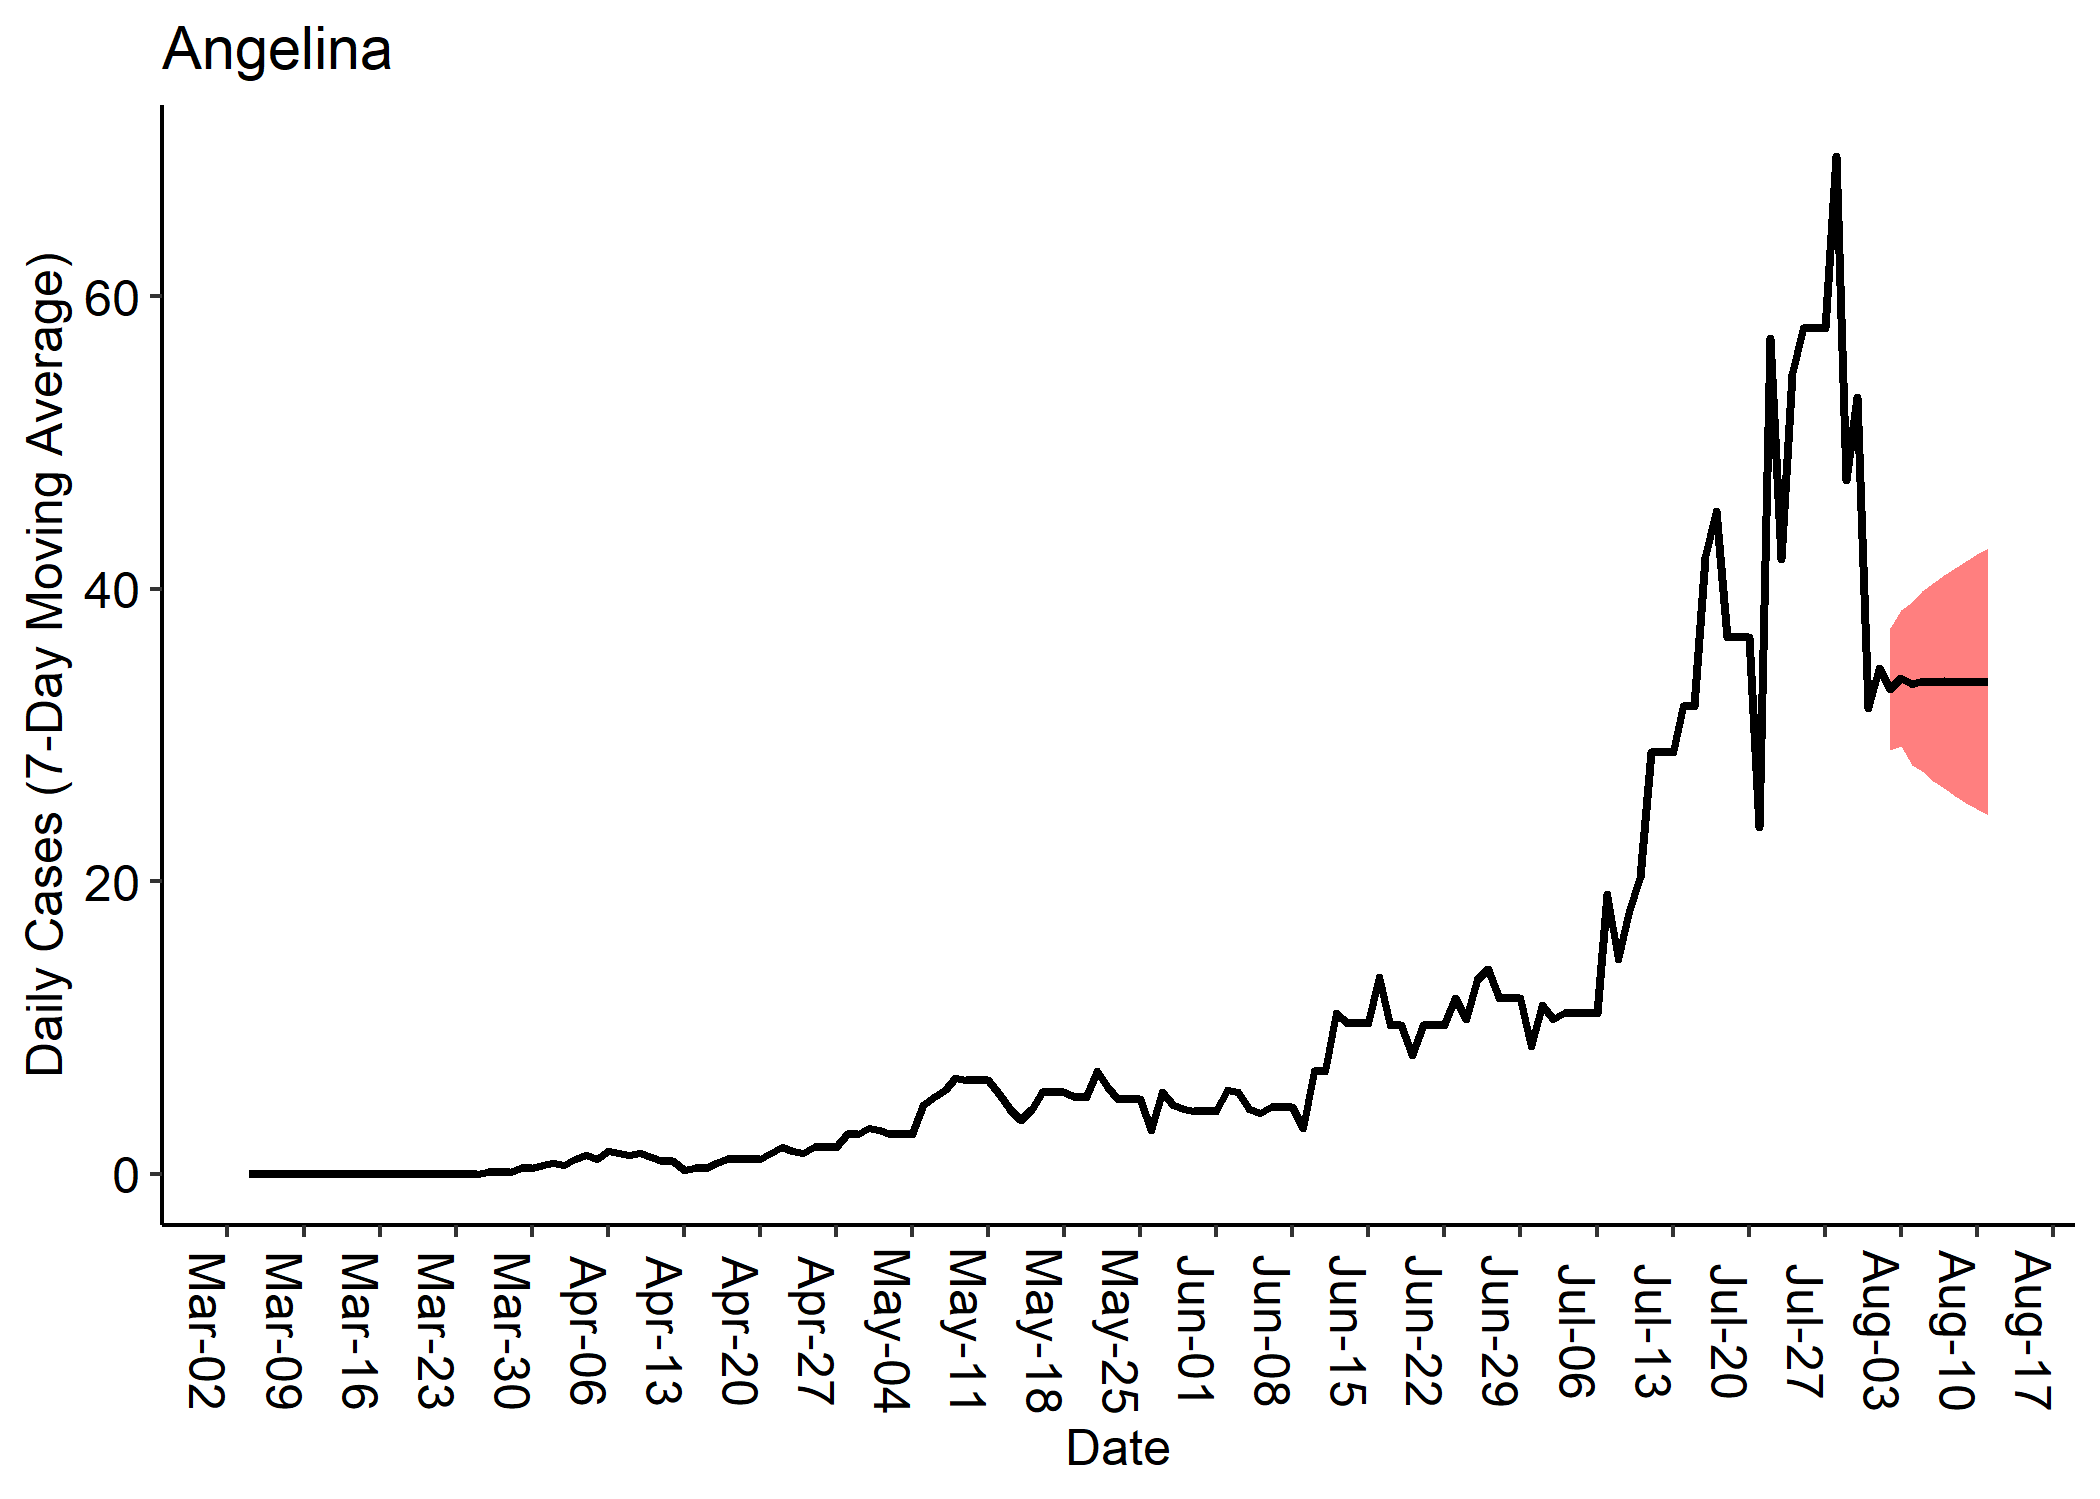 Angelina
Daily Cases (7-Day Moving Average)
60
40
20
0
Mar-02
Mar-09
Mar-16
Mar-23
Mar-30
Apr-06
Apr-13
Apr-20
Apr-27
May-04
May-11
May-18
May-25
Jun-01
Jun-08
Jun-15
Jun-22
Jun-29
Jul-06
Jul-13
Jul-20
Jul-27
Aug-03
Aug-10
Aug-17
Date